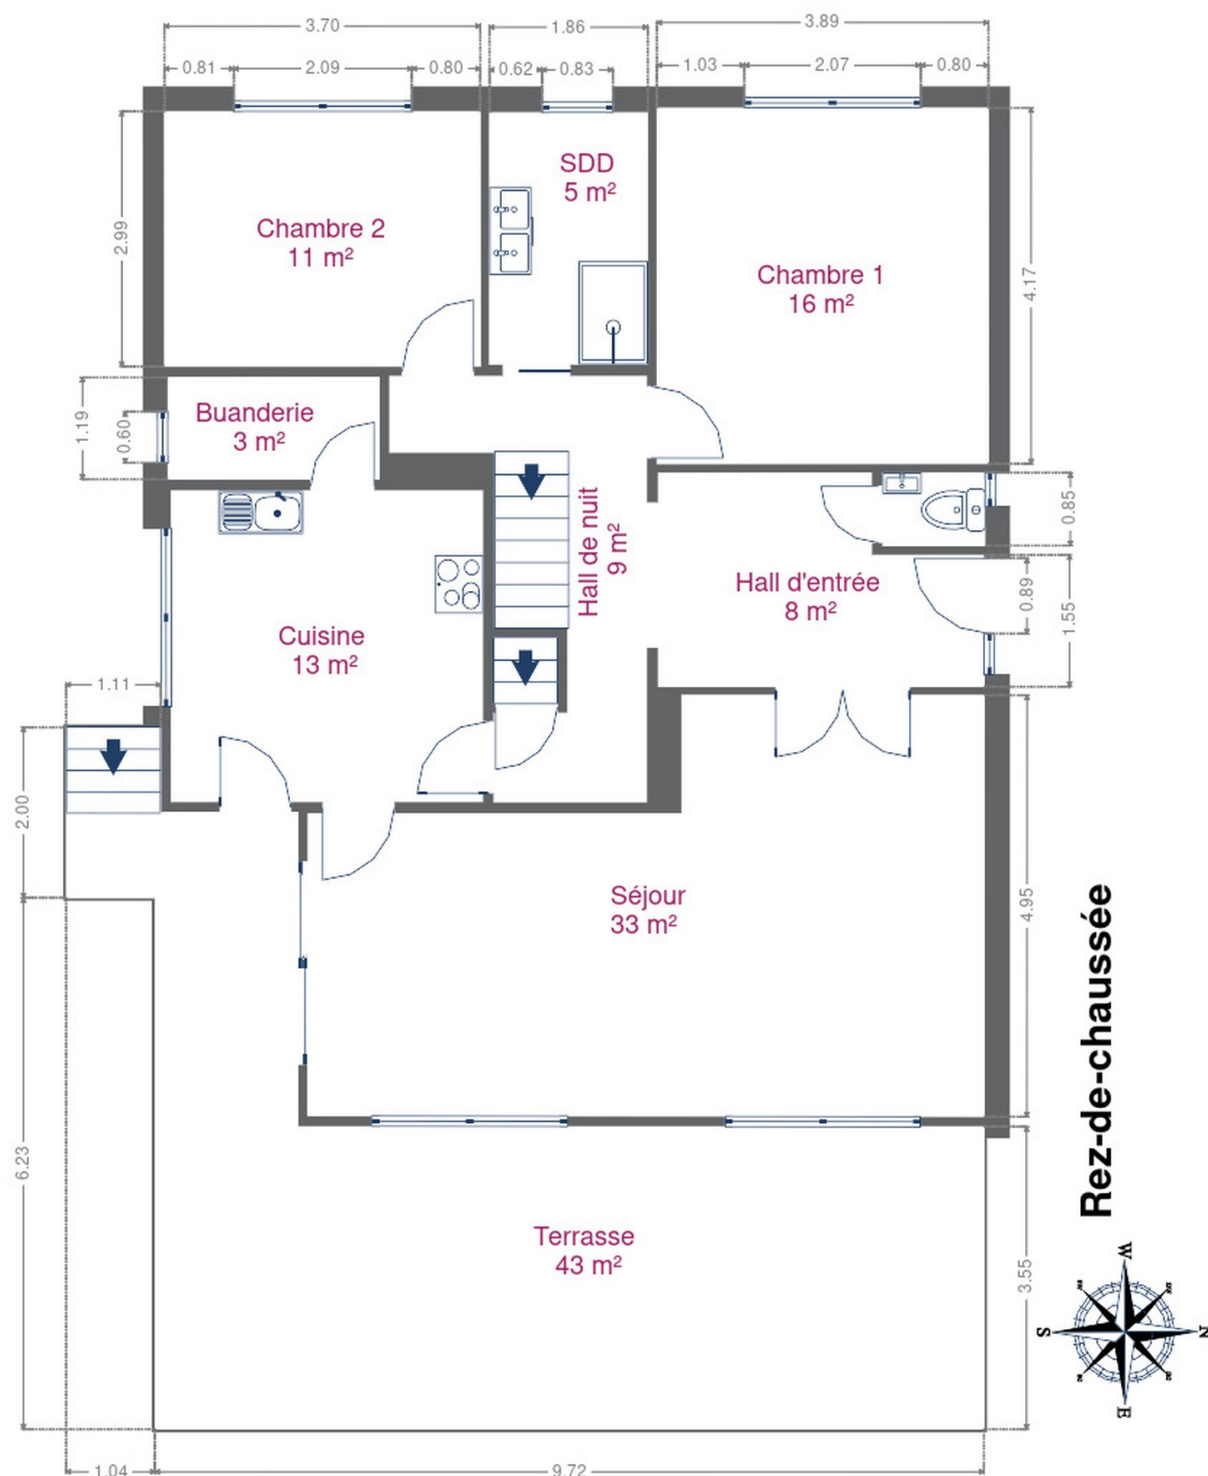 3.70
1.86
3.89
0.81
2.09
0.80
0.62
0.83
1.03
2.07
0.80
SDD
5 m²
Chambre 2
11 m²
2.99
Chambre 1
16 m²
4.17
Buanderie
3 m²
1.19
0.60
Hall de nuit
9 m²
0.85
Hall d'entrée
8 m²
0.89
1.55
Cuisine
13 m²
1.11
2.00
Séjour
33 m²
4.95
Rez-de-chaussée
6.23
Terrasse
43 m²
3.55
W
S
N
E
1.04
9.72